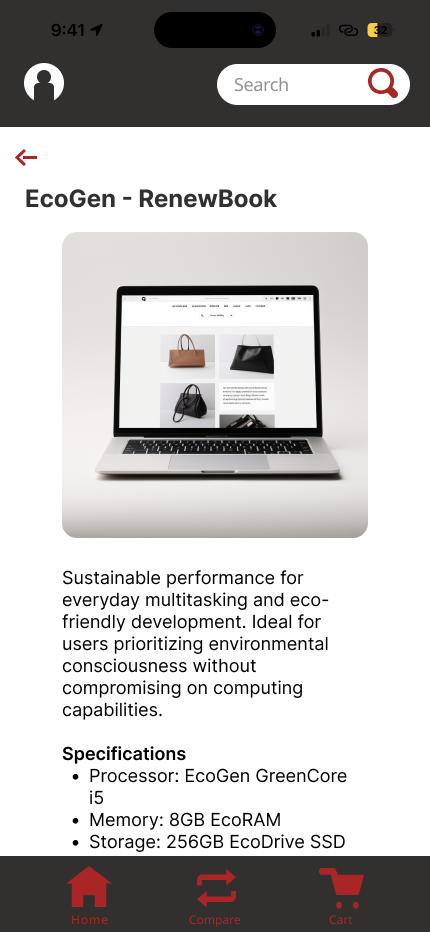 9:41
32
Search
EcoGen - RenewBook
Sustainable performance for
everyday multitasking and eco-
friendly development. Ideal for
users prioritizing environmental
consciousness without
compromising on computing
capabilities.
Specifications
• Processor: EcoGen GreenCore
i5
• Memory: 8GB EcoRAM
• Storage: 256GB EcoDrive SSD
Home
Compare
Cart